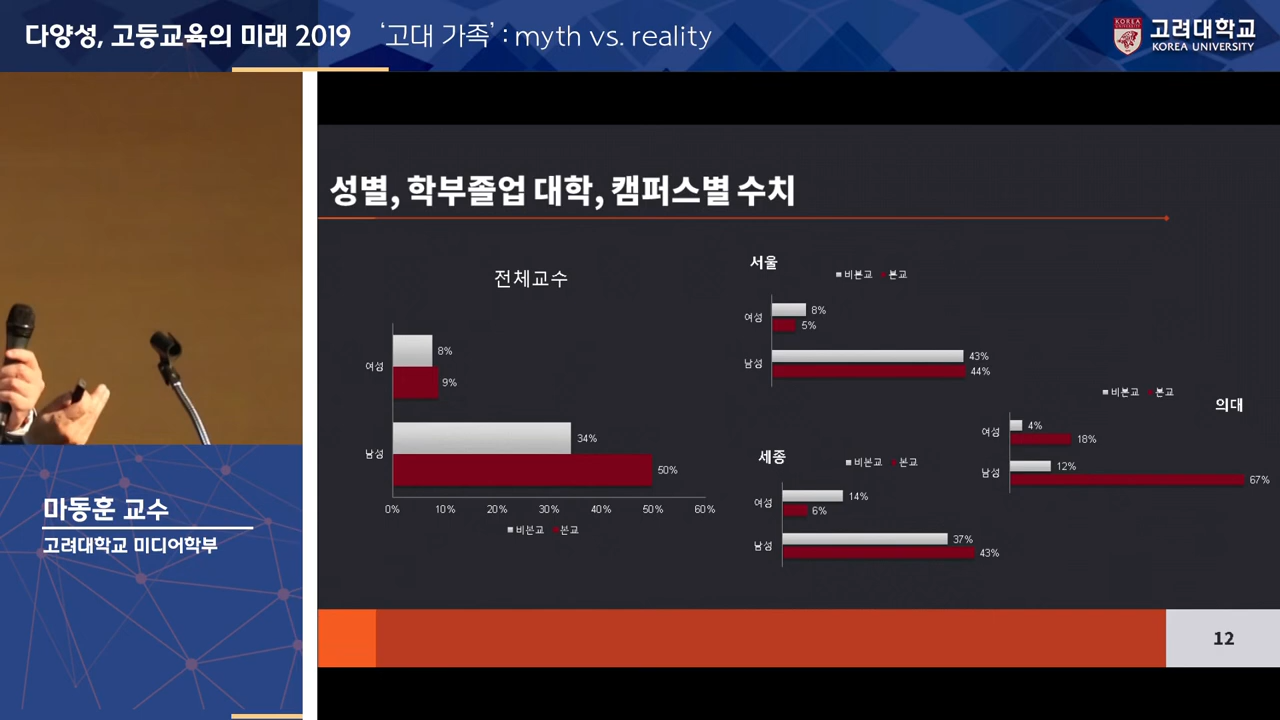 다양성, 고등교육의 미래 2019 '고대 가족' : myth vs. reality
KOREA
고려대학교
KOREA UNIVERSITY
성별, 학부졸업 대학, 캠퍼스별 수치
전체교수
여성
8%
9%
남성
34%
50%
0% 10% 20% 30% 40% 50% 60%
비본교 본교
서울
비본교 본교
여성
8%
5%
남성
43%
44%
세종
비본교 본교
여성
14%
6%
남성
37%
43%
비본교 본교
의대
여성
4%
18%
남성
12%
67%
마동훈 교수
고려대학교 미디어학부
12